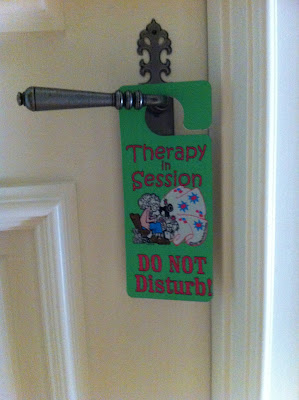 Therapy
in
Session
DO NOT
Disturb!